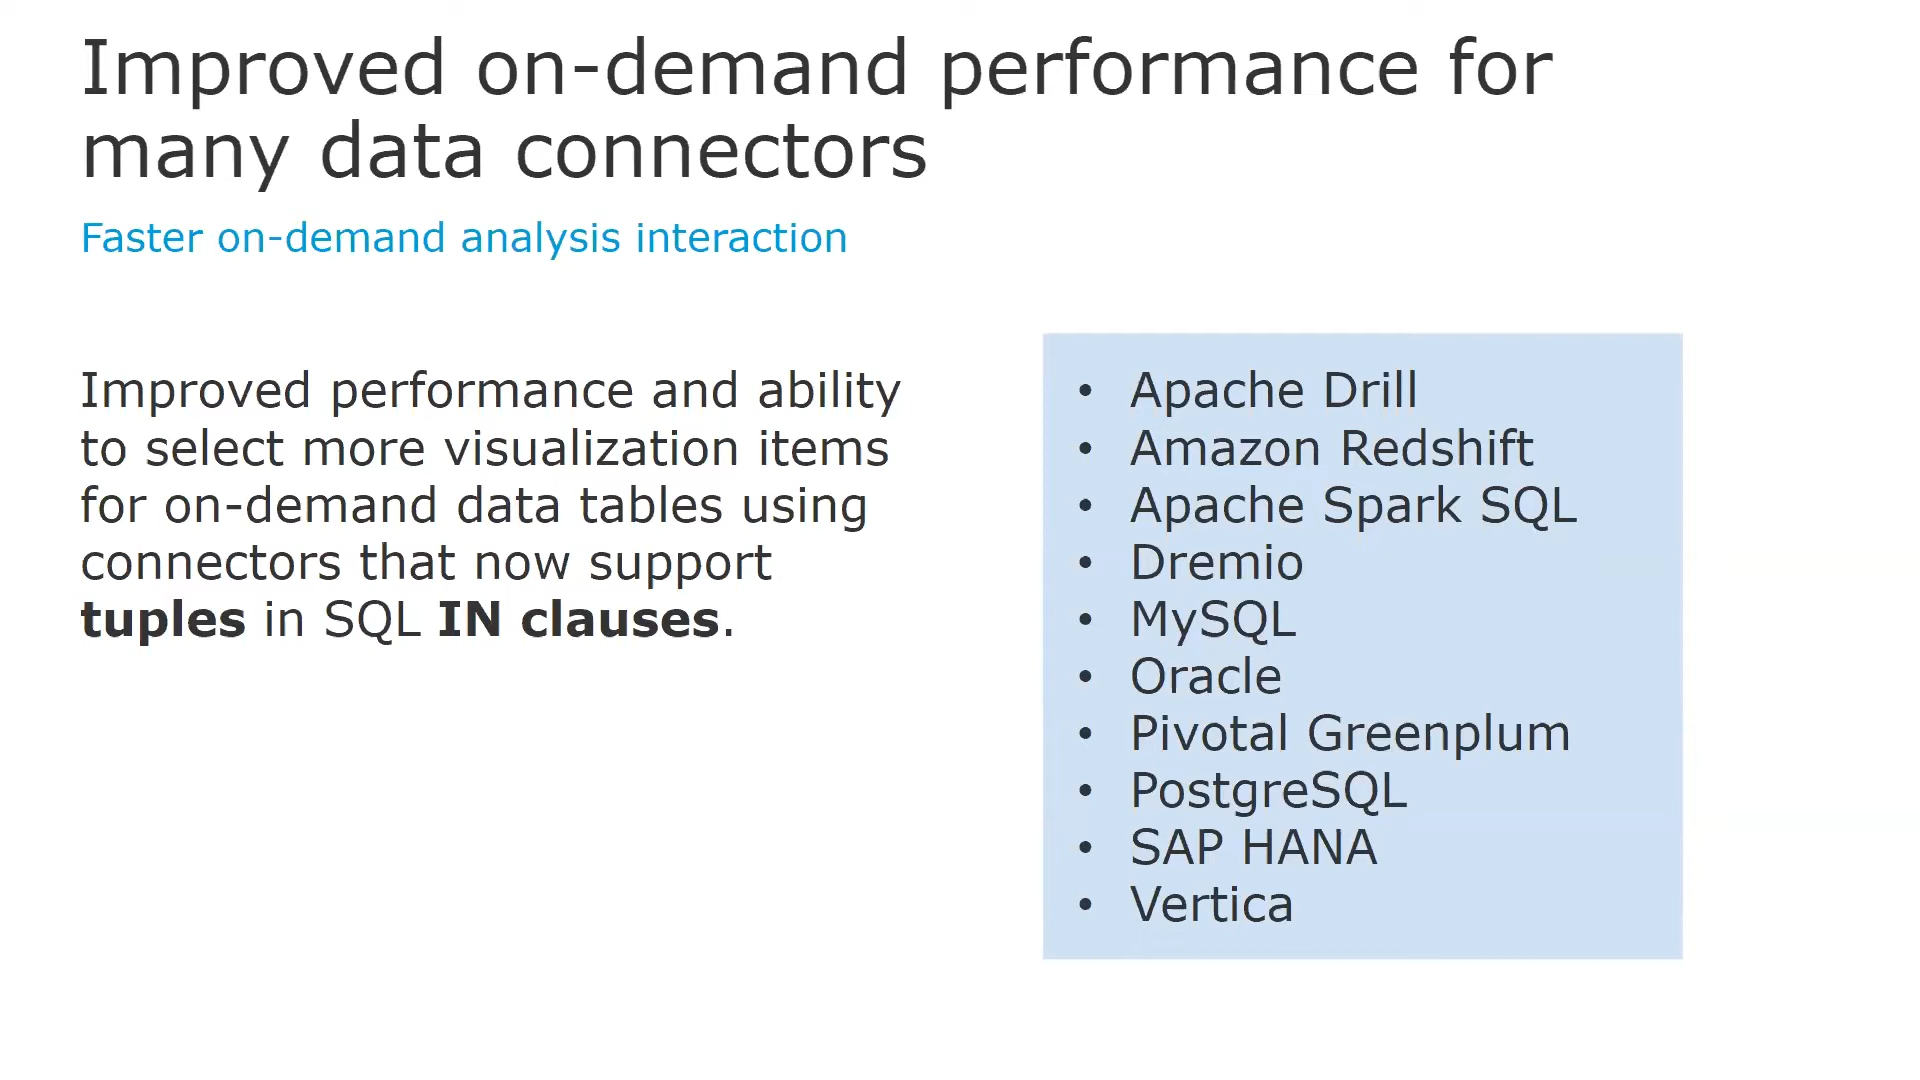 Improved on-demand performance for
many data connectors
Faster on-demand analysis interaction
Improved performance and ability
to select more visualization items
for on-demand data tables using
connectors that now support
tuples in SQL IN clauses.
• Apache Drill
• Amazon Redshift
• Apache Spark SQL
• Dremio
• MySQL
• Oracle
• Pivotal Greenplum
• PostgreSQL
• SAP HANA
• Vertica